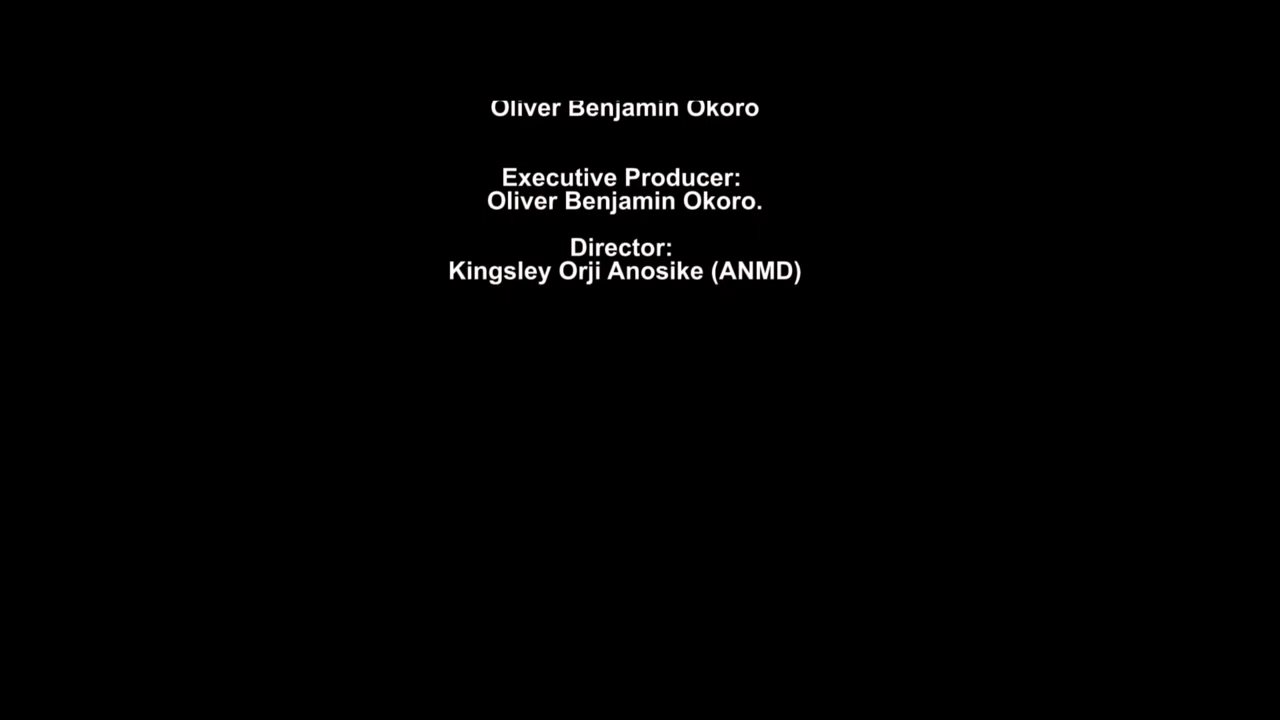 Oliver Benjamin Okoro
Executive Producer:
Oliver Benjamin Okoro.
Director:
Kingsley Orji Anosike (ANMD)